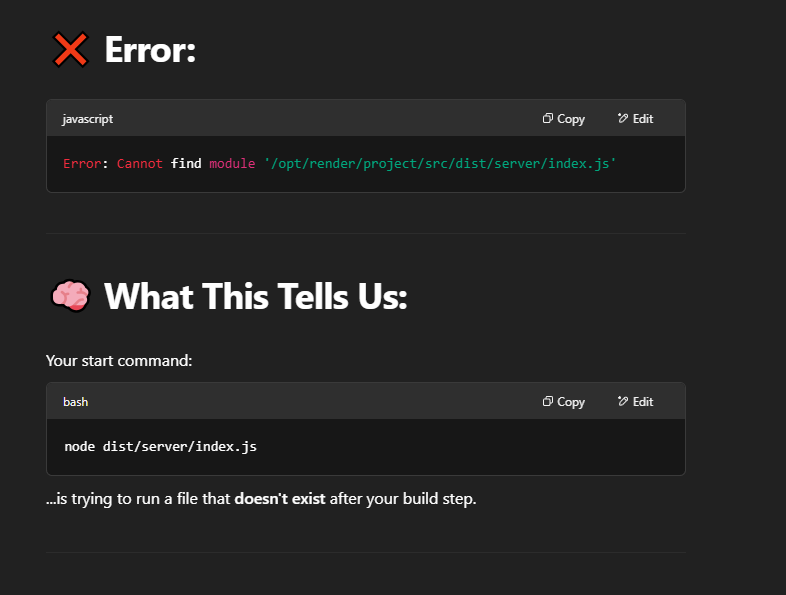 ❌ Error:
javascript Copy Edit
Error: Cannot find module '/opt/render/project/src/dist/server/index.js'
🧠 What This Tells Us:
Your start command:
bash Copy Edit
node dist/server/index.js
...is trying to run a file that doesn't exist after your build step.